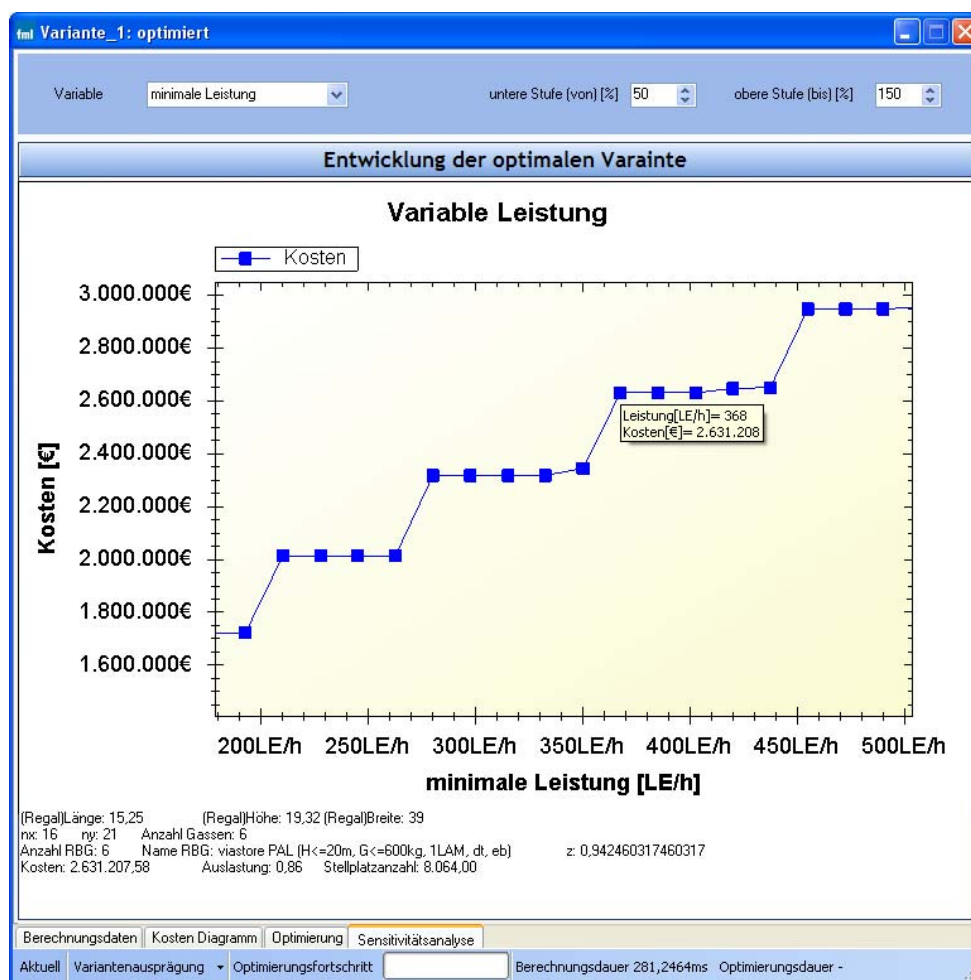 fml Variante_1: optimiert
Variable minimale Leistung untere Stufe (von) [%] 50 obere Stufe (bis) [%] 150
Entwicklung der optimalen Varainte
Variable Leistung
Kosten
3.000.000€
2.800.000€
2.600.000€
2.400.000€
2.200.000€
2.000.000€
1.800.000€
1.600.000€
Kosten [€]
Leistung[LE/h]= 368
Kosten[€]= 2.631.208
200LE/h 250LE/h 300LE/h 350LE/h 400LE/h 450LE/h 500LE/h
minimale Leistung [LE/h]
(Regal)Länge: 15,25 (Regal)Höhe: 19,32 (Regal)Breite: 39
nx: 16 ny: 21 Anzahl Gassen: 6
Anzahl RBG: 6 Name RBG: viastore PAL (H<=20m, G<=600kg, 1LAM, dt, eb) z: 0,942460317460317
Kosten: 2.631.207,58 Auslastung: 0,86 Stellplatzanzahl: 8.064,00
Berechnungsdaten Kosten Diagramm Optimierung Sensitivitätsanalyse
Aktuell Variantenausprägung Optimierungsfortschritt Berechnungsdauer 281,2464ms Optimierungsdauer -